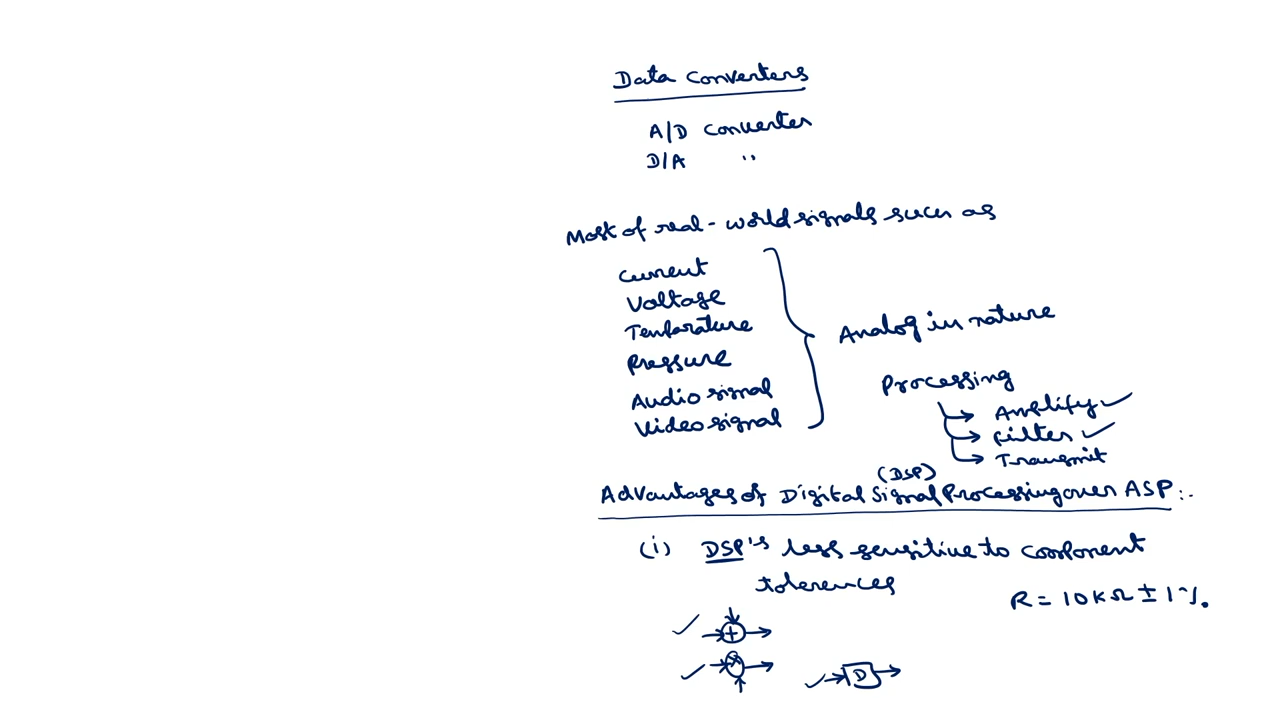 Data Converters
A/D Converter
D/A "
Most of real-world signals such as
Current
Voltage
Temparature
Pressure
Audio signal
Video signal
Analog in nature
Processing
Amplify
filter
Transmit
(DSP)
Advantages of Digital Signal Processing over ASP:-
(i) DSP's less sensitive to component
tolerences
R = 10KΩ ± 1%.
+
×
D